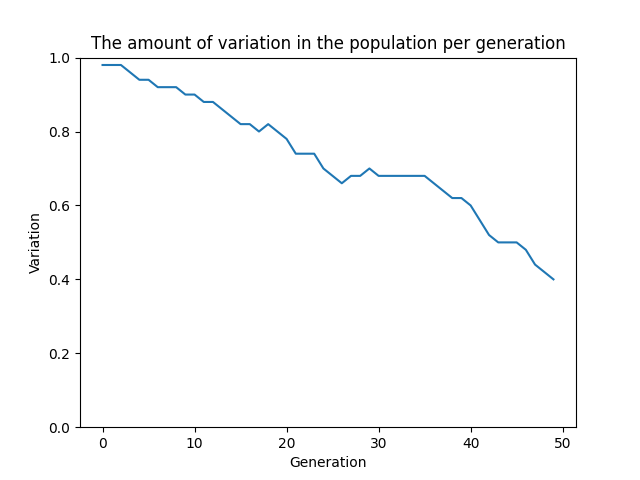 The amount of variation in the population per generation
1.0
0.8
0.6
0.4
0.2
0.0
Variation
0 10 20 30 40 50
Generation